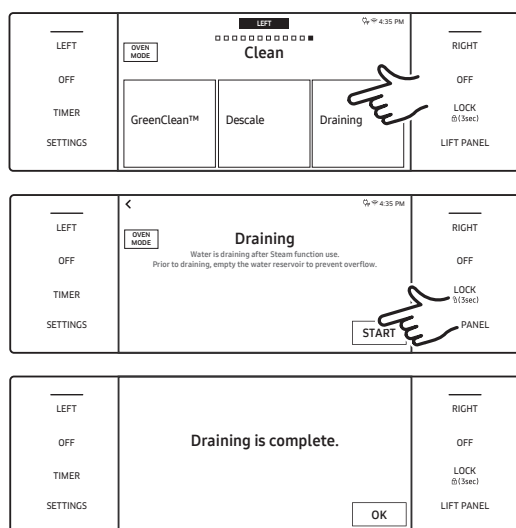 LEFT
4:35 PM
LEFT
OVEN
MODE
Clean
RIGHT
OFF
OFF
TIMER
GreenClean™
Descale
Draining
LOCK
(3sec)
SETTINGS
LIFT PANEL
4:35 PM
LEFT
OVEN
MODE
Draining
RIGHT
Water is draining after Steam function use.
Prior to draining, empty the water reservoir to prevent overflow.
OFF
OFF
TIMER
LOCK
(3sec)
SETTINGS
START
PANEL
LEFT
RIGHT
OFF
Draining is complete.
OFF
TIMER
LOCK
(3sec)
SETTINGS
OK
LIFT PANEL